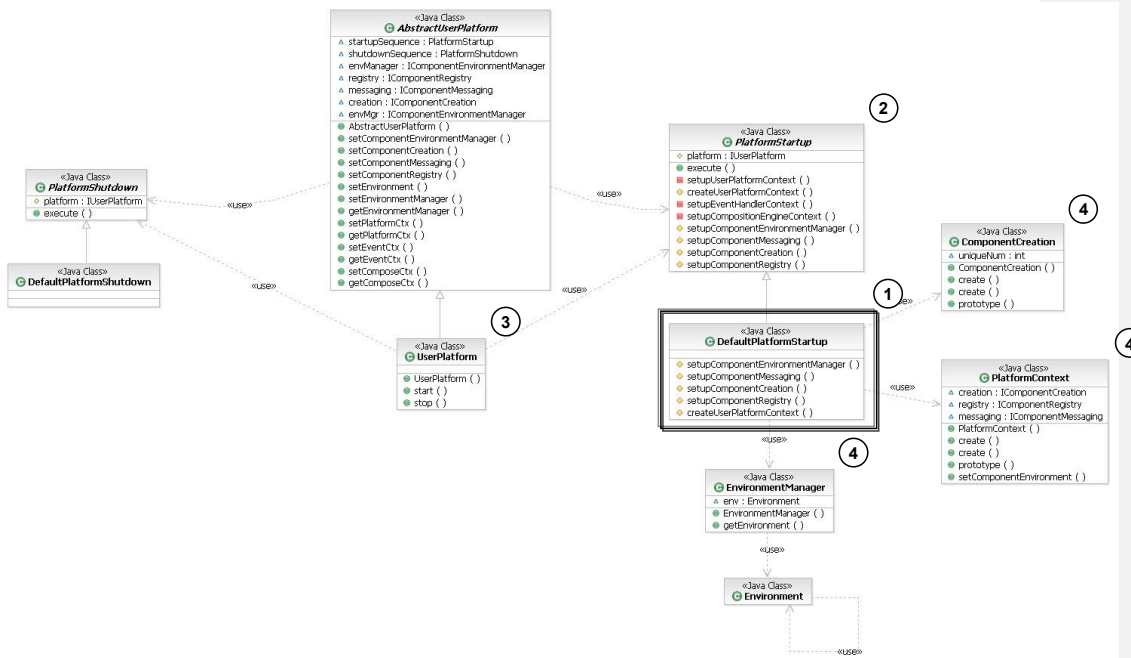 «Java Class»
AbstractUserPlatform
startupSequence : PlatformStartup
shutdownSequence : PlatformShutdown
envManager : IComponentEnvironmentManager
registry : IComponentRegistry
messaging : IComponentMessaging
creation : IComponentCreation
envMgr : IComponentEnvironmentManager
AbstractUserPlatform ( )
setComponentEnvironmentManager ( )
setComponentCreation ( )
setComponentMessaging ( )
setComponentRegistry ( )
setEnvironment ( )
setEnvironmentManager ( )
getEnvironmentManager ( )
setPlatformCtx ( )
getPlatformCtx ( )
setEventCtx ( )
getEventCtx ( )
setComposeCtx ( )
getComposeCtx ( )
«Java Class»
PlatformShutdown
platform : IUserPlatform
execute ( )
«use»
«Java Class»
DefaultPlatformShutdown
«use»
3
«Java Class»
UserPlatform
UserPlatform ( )
start ( )
stop ( )
«use»
«use»
2
«Java Class»
PlatformStartup
platform : IUserPlatform
execute ( )
setupUserPlatformContext ( )
createUserPlatformContext ( )
setupEventHandlerContext ( )
setupCompositionEngineContext ( )
setupComponentEnvironmentManager ( )
setupComponentMessaging ( )
setupComponentCreation ( )
setupComponentRegistry ( )
1
«Java Class»
DefaultPlatformStartup
setupComponentEnvironmentManager ( )
setupComponentMessaging ( )
setupComponentCreation ( )
setupComponentRegistry ( )
createUserPlatformContext ( )
4
«Java Class»
ComponentCreation
uniqueNum : int
ComponentCreation ( )
create ( )
create ( )
prototype ( )
4
«use»
«Java Class»
PlatformContext
creation : IComponentCreation
registry : IComponentRegistry
messaging : IComponentMessaging
PlatformContext ( )
create ( )
create ( )
prototype ( )
setComponentEnvironment ( )
«use»
4
«Java Class»
EnvironmentManager
env : Environment
EnvironmentManager ( )
getEnvironment ( )
«use»
«Java Class»
Environment
«use»